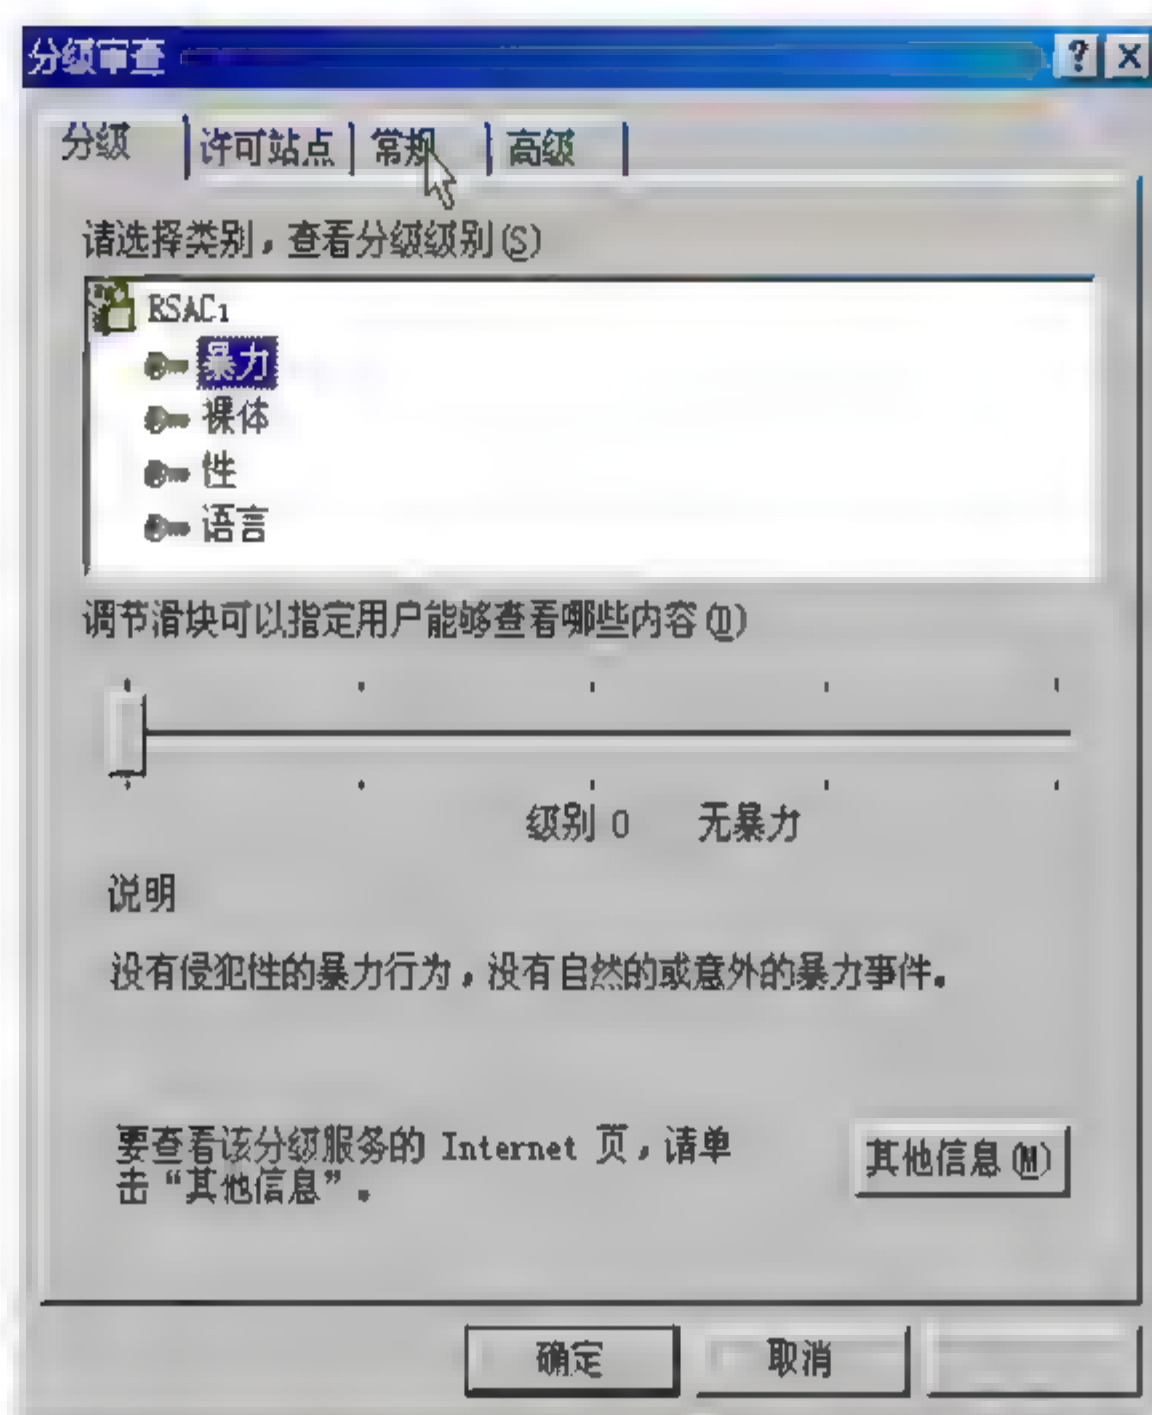 分级审查
分级 许可站点 常规 高级
请选择类别，查看分级级别(S)
RSACi
暴力
裸体
性
语言
调节滑块可以指定用户能够查看哪些内容(D)
级别 0 无暴力
说明
没有侵犯性的暴力行为，没有自然的或意外的暴力事件。
要查看该分级服务的 Internet 页，请单
击“其他信息”。
其他信息(M)
确定 取消